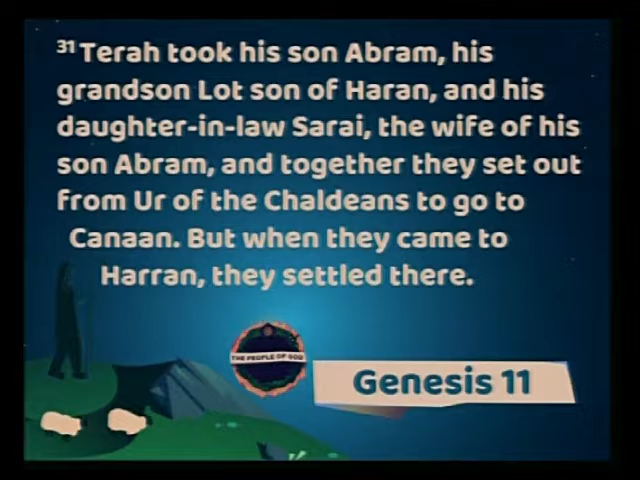 31 Terah took his son Abram, his
grandson Lot son of Haran, and his
daughter-in-law Sarai, the wife of his
son Abram, and together they set out
from Ur of the Chaldeans to go to
Canaan. But when they came to
Harran, they settled there.
THE PEOPLE OF GOD
Genesis 11